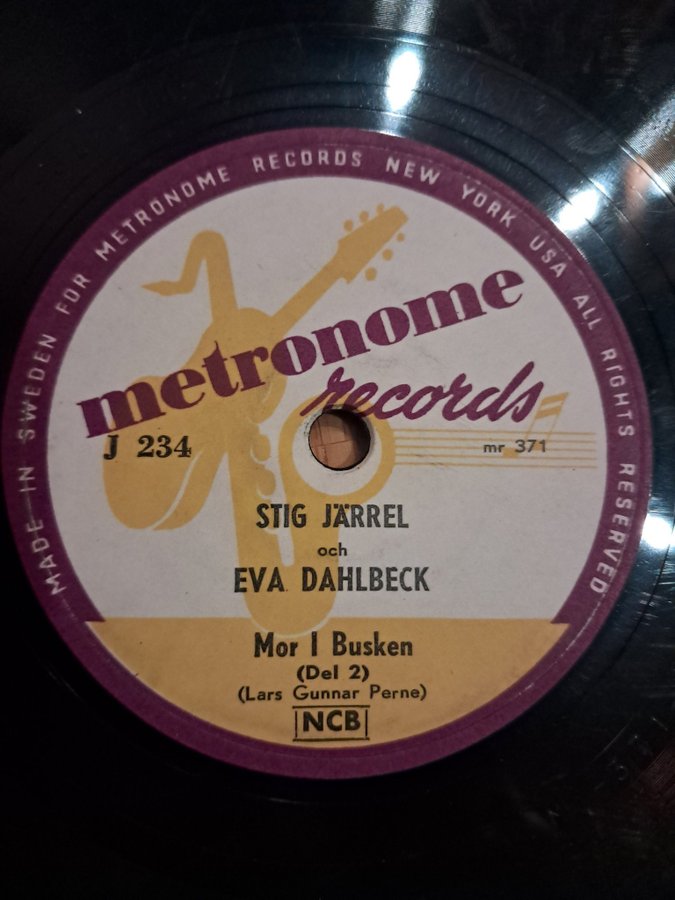 MADE IN SWEDEN FOR METRONOME RECORDS NEW YORK USA ALL RIGHTS RESERVED
metronome
records
J 234
mr 371
STIG JÄRREL
och
EVA DAHLBECK
Mor I Busken
(Del 2)
(Lars Gunnar Perne)
NCB